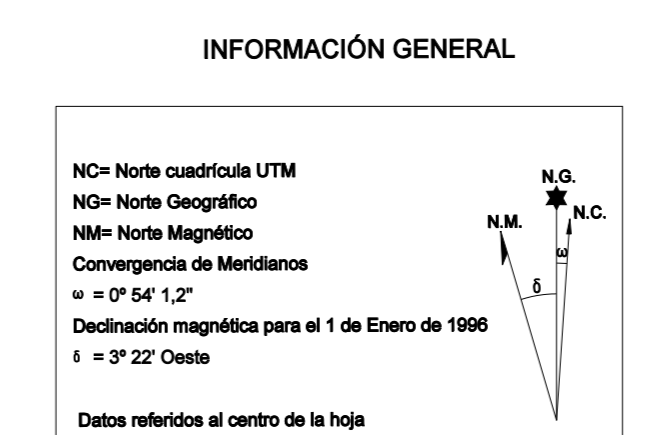 INFORMACIÓN GENERAL
NC= Norte cuadrícula UTM
NG= Norte Geográfico
NM= Norte Magnético
Convergencia de Meridianos
ω = 0º 54' 1,2"
Declinación magnética para el 1 de Enero de 1996
δ = 3º 22' Oeste
Datos referidos al centro de la hoja
N.G.
N.C.
N.M.
ω
δ